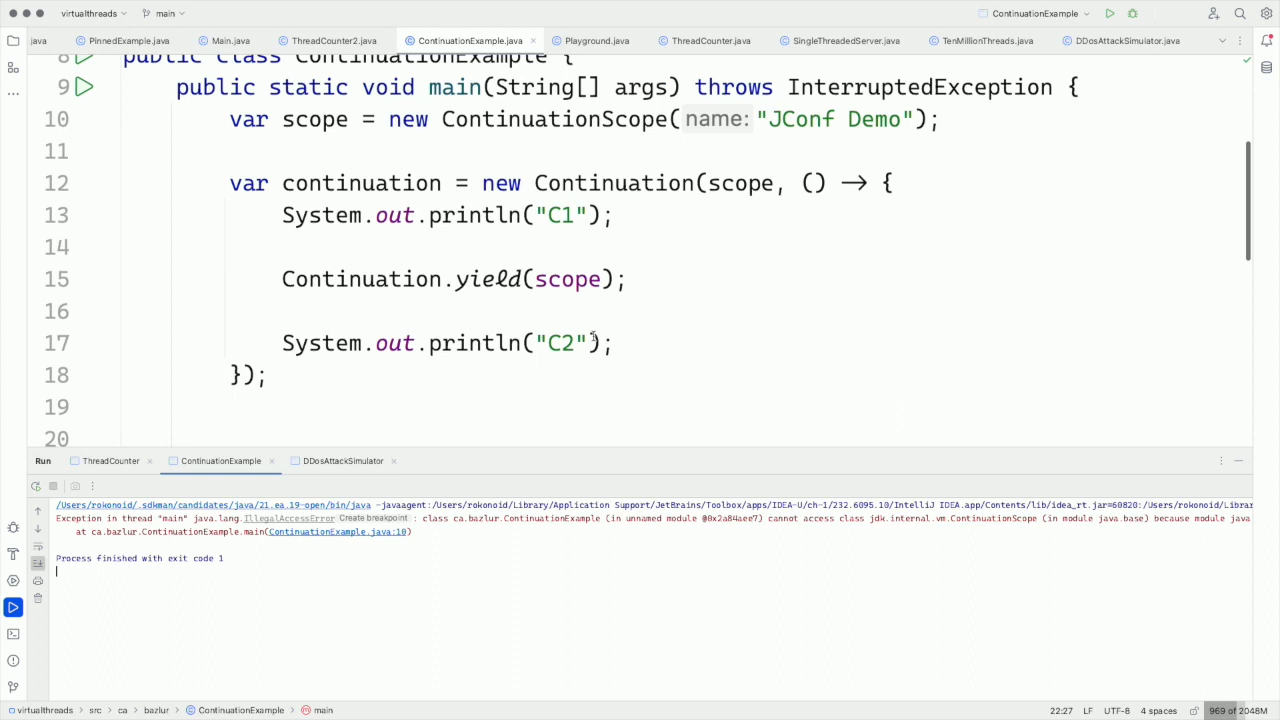 virtualthreads main ContinuationExample
java PinnedExample.java Main.java ThreadCounter2.java ContinuationExample.java Playground.java ThreadCounter.java SingleThreadedServer.java TenMillionThreads.java DDosAttackSimulator.java
8 public class ContinuationExample {
9 public static void main(String[] args) throws InterruptedException {
10 var scope = new ContinuationScope( name: "JConf Demo");
11
12 var continuation = new Continuation(scope, () -> {
13 System.out.println("C1");
14
15 Continuation.yield(scope);
16
17 System.out.println("C2");
18 });
19
20
Run ThreadCounter ContinuationExample DDosAttackSimulator
/Users/rokonoid/.sdkman/candidates/java/21.ea.19-open/bin/java -javaagent:/Users/rokonoid/Library/Application Support/JetBrains/Toolbox/apps/IDEA-U/ch-1/232.6095.10/IntelliJ IDEA.app/Contents/lib/idea_rt.jar=60820:/Users/rokonoid/Librar
Exception in thread "main" java.lang.IllegalAccessError Create breakpoint : class ca.bazlur.ContinuationExample (in unnamed module @0x2a84aee7) cannot access class jdk.internal.vm.ContinuationScope (in module java.base) because module java
at ca.bazlur.ContinuationExample.main(ContinuationExample.java:10)
Process finished with exit code 1
virtualthreads > src > ca > bazlur > ContinuationExample > main 22:27 LF UTF-8 4 spaces 969 of 2048M